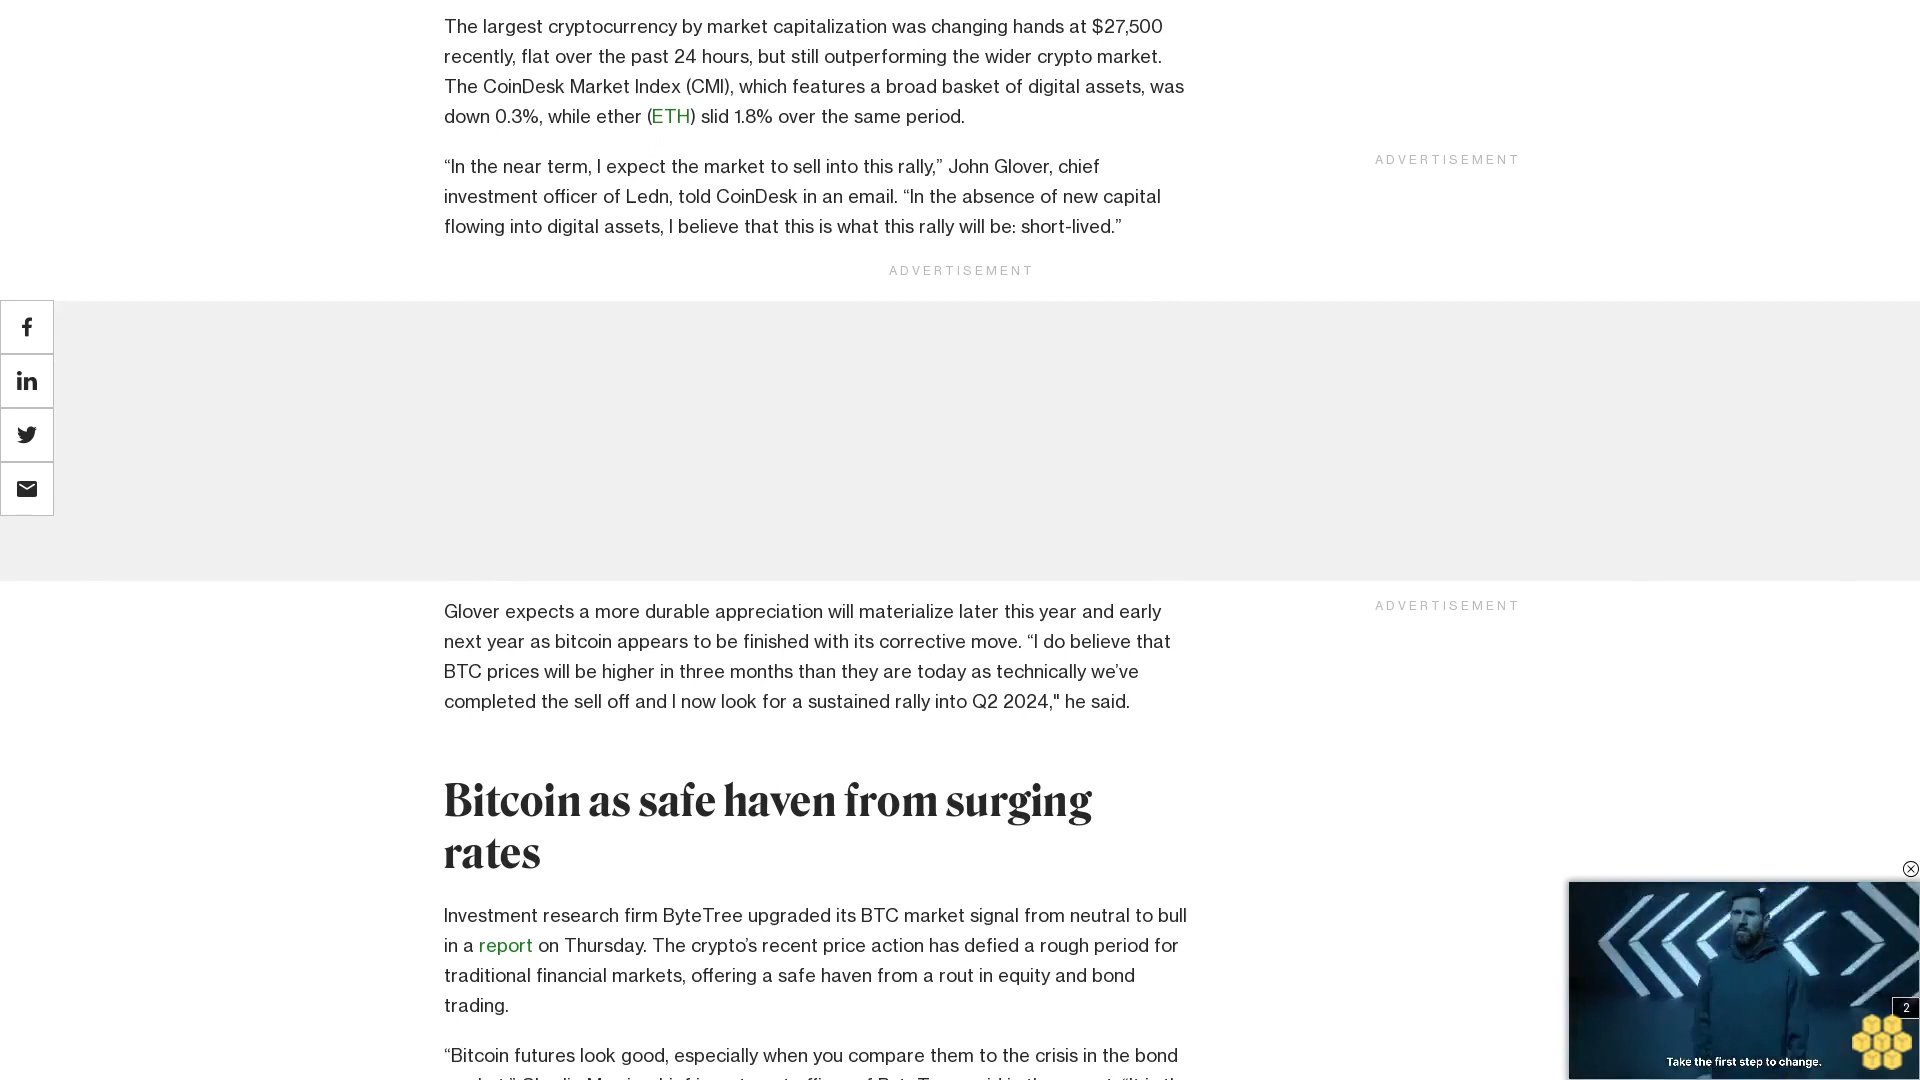 The largest cryptocurrency by market capitalization was changing hands at $27,500
recently, flat over the past 24 hours, but still outperforming the wider crypto market.
The CoinDesk Market Index (CMI), which features a broad basket of digital assets, was
down 0.3%, while ether (ETH) slid 1.8% over the same period.
“In the near term, I expect the market to sell into this rally,” John Glover, chief
investment officer of Ledn, told CoinDesk in an email. “In the absence of new capital
flowing into digital assets, I believe that this is what this rally will be: short-lived.”
ADVERTISEMENT
ADVERTISEMENT
Glover expects a more durable appreciation will materialize later this year and early
next year as bitcoin appears to be finished with its corrective move. “I do believe that
BTC prices will be higher in three months than they are today as technically we’ve
completed the sell off and I now look for a sustained rally into Q2 2024," he said.
ADVERTISEMENT
Bitcoin as safe haven from surging
rates
Investment research firm ByteTree upgraded its BTC market signal from neutral to bull
in a report on Thursday. The crypto’s recent price action has defied a rough period for
traditional financial markets, offering a safe haven from a rout in equity and bond
trading.
“Bitcoin futures look good, especially when you compare them to the crisis in the bond
2
Take the first step to change.